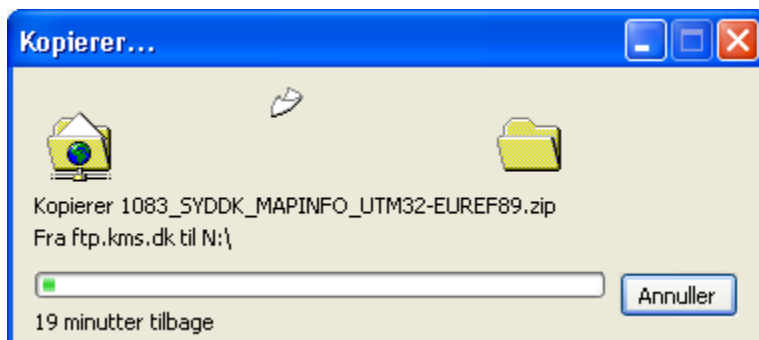 Kopierer...
Kopierer 1083_SYDDK_MAPINFO_UTM32-EUREF89.zip
Fra ftp.kms.dk til N:\
Annuller
19 minutter tilbage